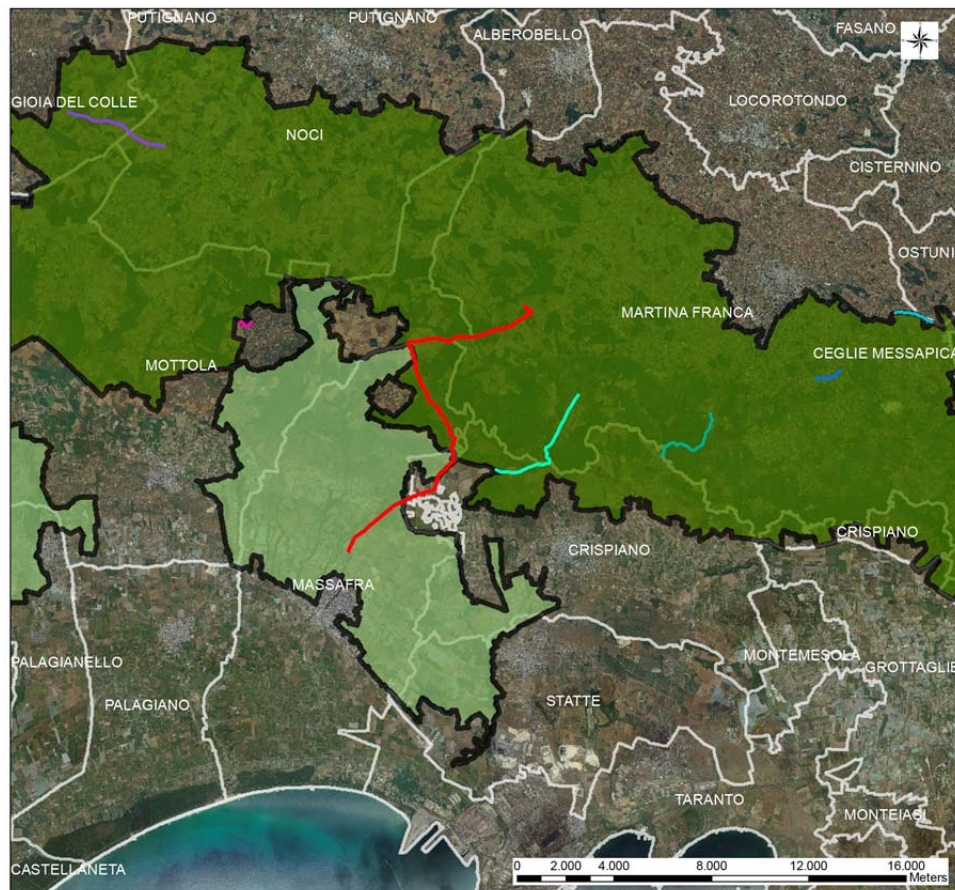 PUTIGNANO
PUTIGNANO
ALBEROBELLO
FASANO
GIOIA DEL COLLE
NOCI
LOCOROTONDO
CISTERNINO
OSTUNI
MARTINA FRANCA
MOTTOLA
CEGLIE MESSAPICA
CRISPIANO
CRISPIANO
MASSAFRA
PALAGIANELLO
MONTEMESOLA
GROTTAGLIE
PALAGIANO
STATTE
TARANTO
MONTEIASI
CASTELLANETA
0 2.000 4.000 8.000 12.000 16.000
Meters